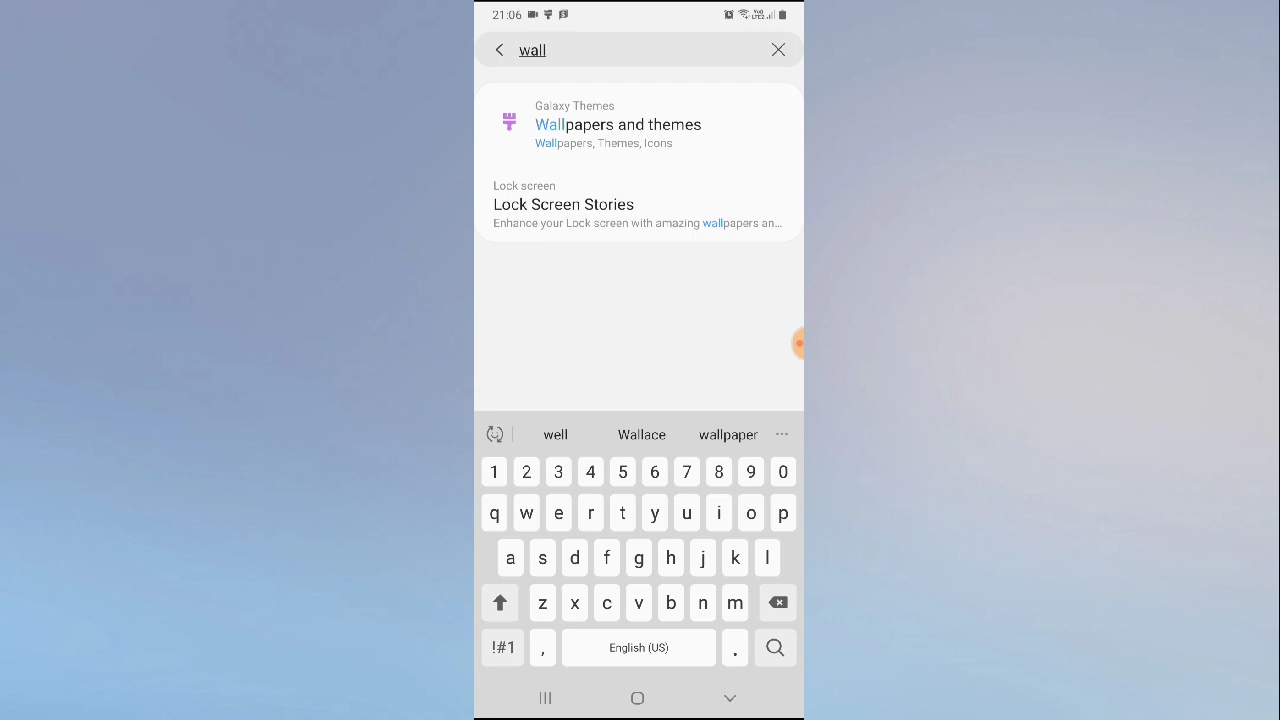 21:06
wall
Galaxy Themes
Wallpapers and themes
Wallpapers, Themes, Icons
Lock screen
Lock Screen Stories
Enhance your Lock screen with amazing wallpapers an...
well Wallace wallpaper ...
1 2 3 4 5 6 7 8 9 0
q w e r t y u i o p
a s d f g h j k l
z x c v b n m
!#1 , English (US) .